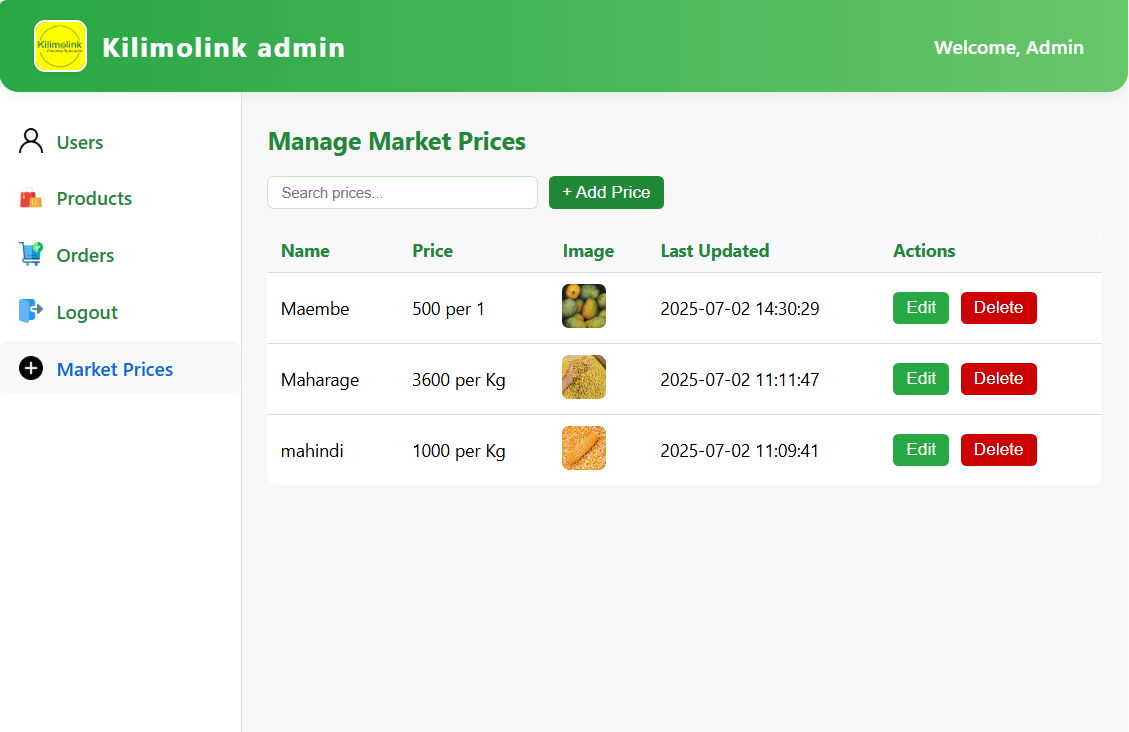 Kilimolink
Kilimolink admin
Welcome, Admin
Users
Products
Orders
Logout
Market Prices
Manage Market Prices
Search prices...
+ Add Price
Name Price Image Last Updated Actions
Maembe 500 per 1 2025-07-02 14:30:29 Edit Delete
Maharage 3600 per Kg 2025-07-02 11:11:47 Edit Delete
mahindi 1000 per Kg 2025-07-02 11:09:41 Edit Delete